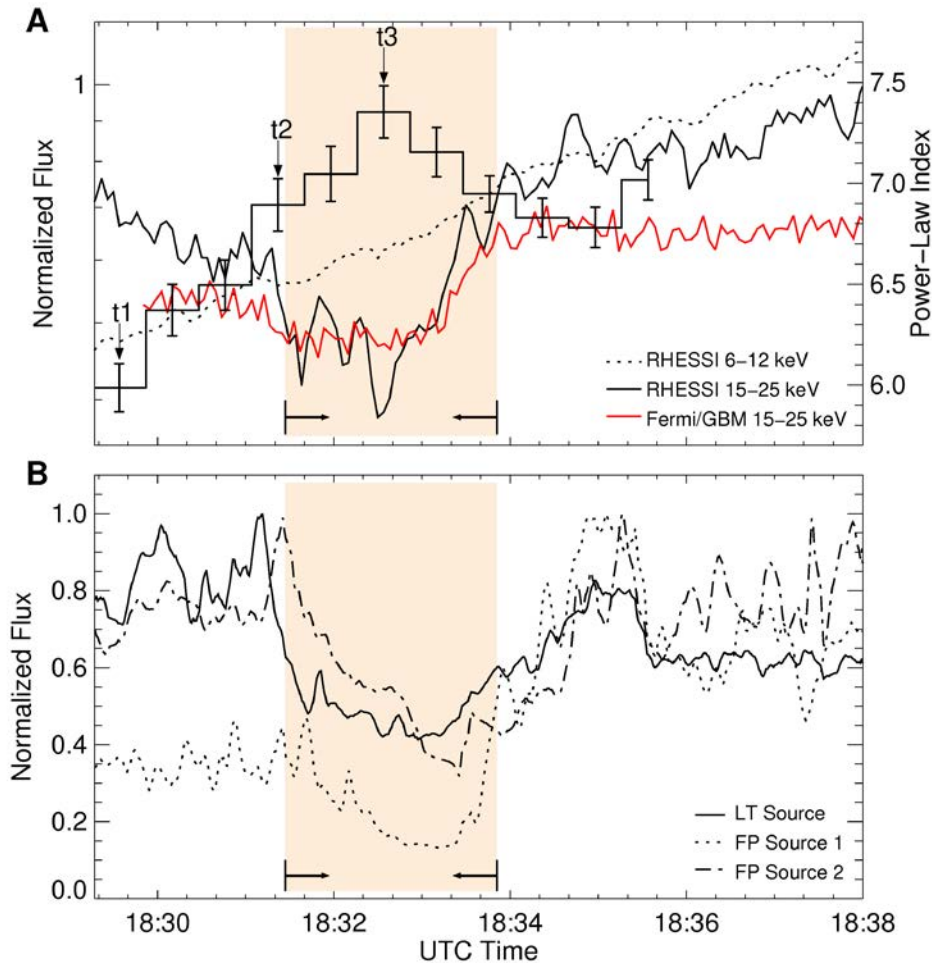 A
t3
t2
t1
1
Normalized Flux
7.5
7.0
6.5
6.0
Power-Law Index
RHESSI 6-12 keV
RHESSI 15-25 keV
Fermi/GBM 15-25 keV
B
1.0
0.8
0.6
0.4
0.2
0.0
Normalized Flux
LT Source
FP Source 1
FP Source 2
18:30 18:32 18:34 18:36 18:38
UTC Time